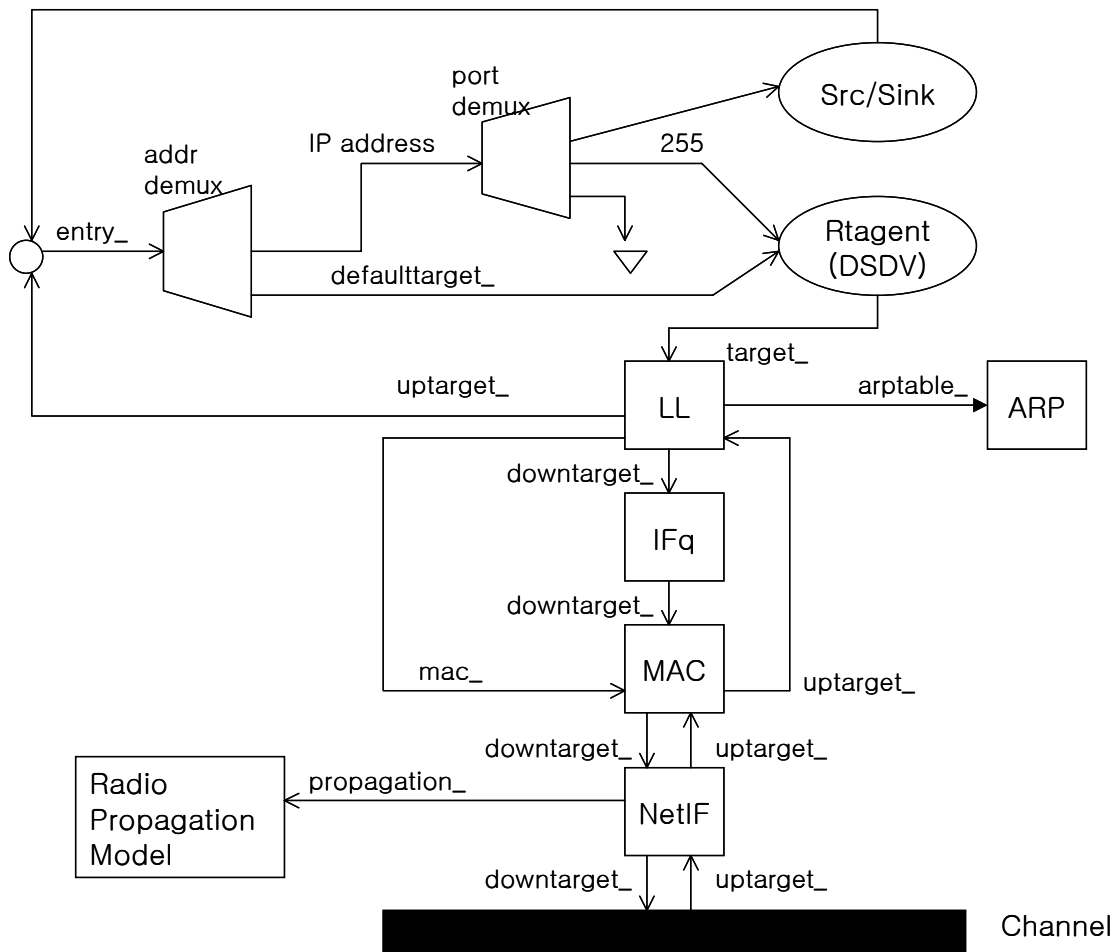 port
demux
Src/Sink
IP address
255
addr
demux
entry_
Rtagent
(DSDV)
defaulttarget_
target_
uptarget_
arptable_
LL
ARP
downtarget_
IFq
downtarget_
mac_
MAC
uptarget_
downtarget_
uptarget_
Radio
Propagation
Model
propagation_
NetIF
downtarget_
uptarget_
Channel